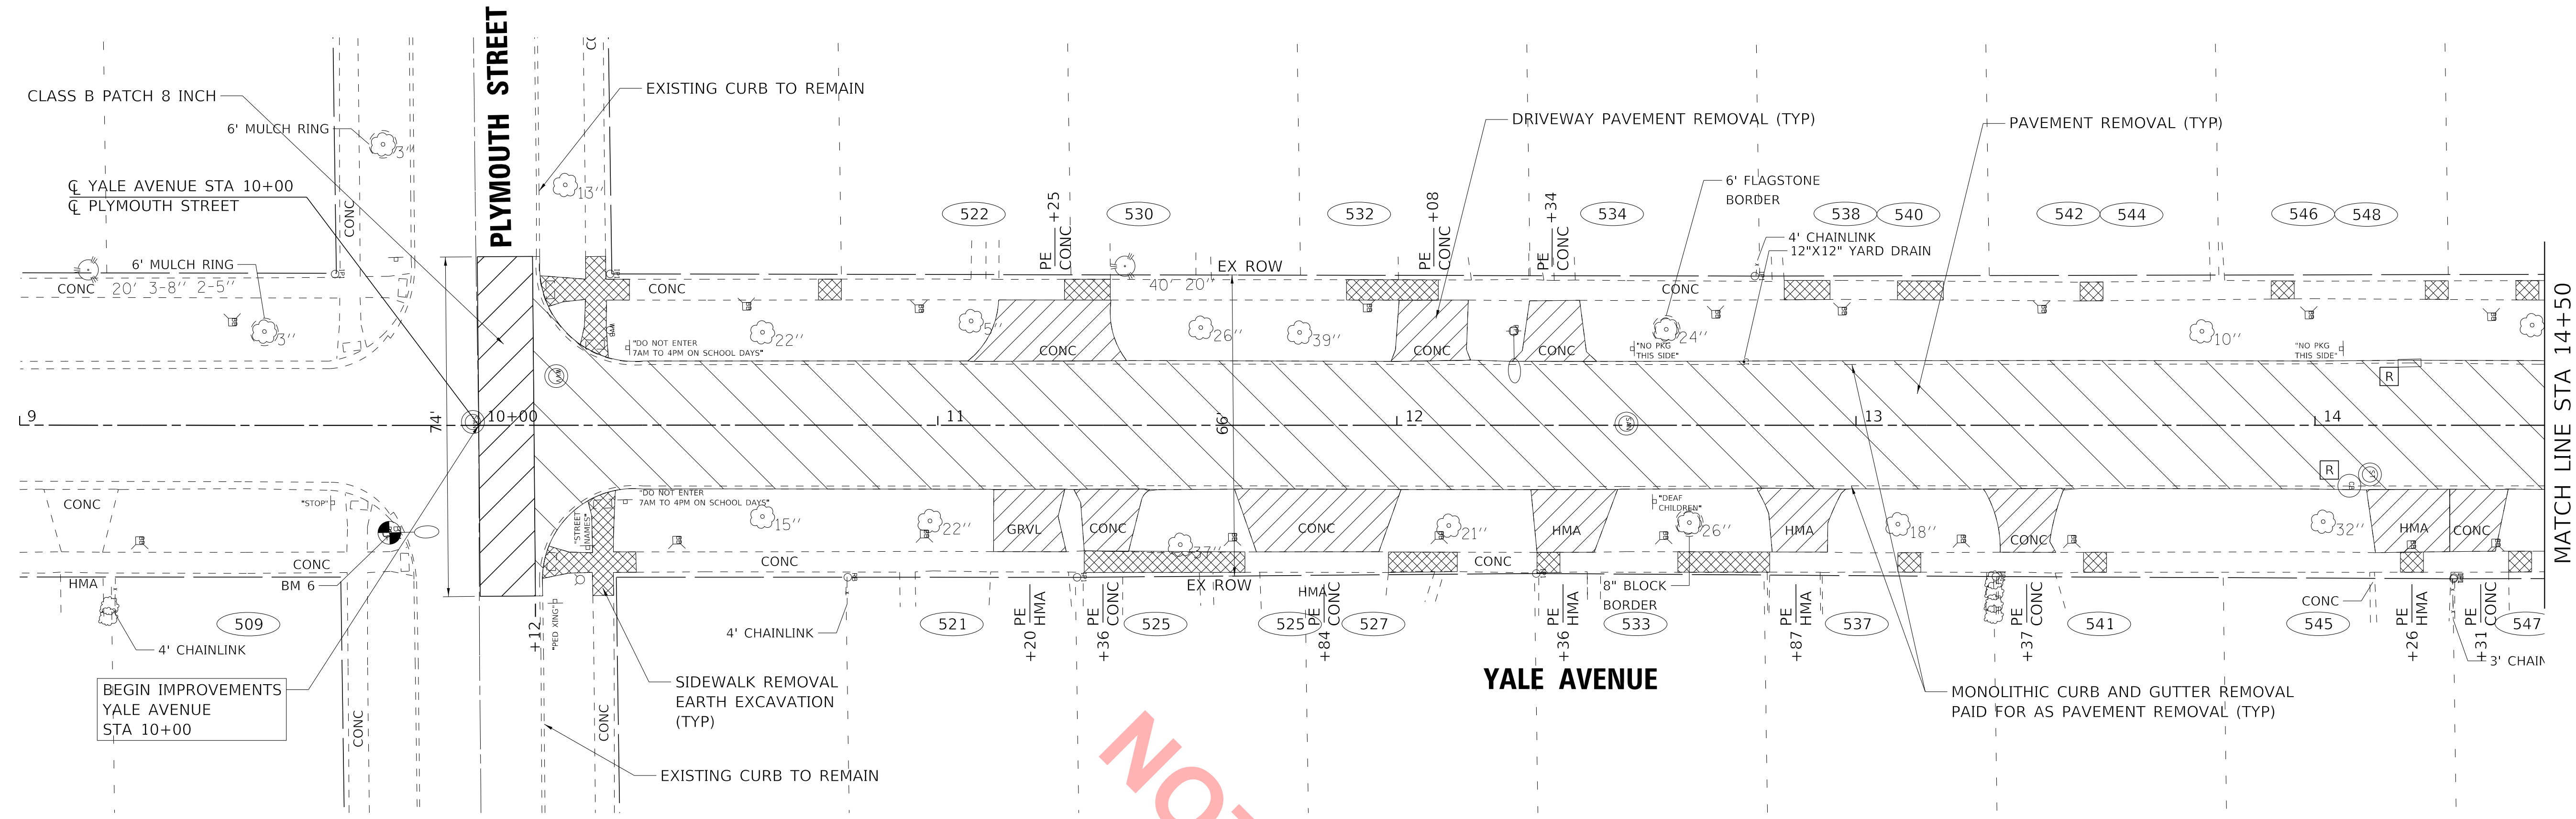 PLYMOUTH STREET
CLASS B PATCH 8 INCH
EXISTING CURB TO REMAIN
6' MULCH RING
3''
DRIVEWAY PAVEMENT REMOVAL (TYP)
PAVEMENT REMOVAL (TYP)
℄ YALE AVENUE STA 10+00
℄ PLYMOUTH STREET
CONC
13''
6' FLAGSTONE
BORDER
522
PE +25
CONC
530
532
PE +08
CONC
PE +34
CONC
534
538
540
542
544
546
548
4' CHAINLINK
12"X12" YARD DRAIN
6' MULCH RING
CONC
20' 3-8'' 2-5''
3''
74'
CONC
EX ROW
40' 20''
CONC
"DO NOT ENTER
7AM TO 4PM ON SCHOOL DAYS"
22''
5''
CONC
26''
39''
CONC
CONC
24''
"NO PKG
THIS SIDE"
10''
"NO PKG
THIS SIDE"
R
9
10+00
11
66'
12
13
14
R
MATCH LINE STA 14+50
CONC
"STOP"
CONC
HMA
BM 6
"STREET
NAMES"
"DO NOT ENTER
7AM TO 4PM ON SCHOOL DAYS"
15''
22''
GRVL
CONC
37''
CONC
21''
HMA
"DEAF
CHILDREN"
26''
HMA
18''
CONC
32''
HMA
CONC
CONC
CONC
EX ROW
HMA
8" BLOCK
BORDER
CONC
509
+12
"PED XING"
4' CHAINLINK
521
+20 PE
HMA
+36 PE
CONC
525
525
+84 PE
CONC
527
+36 PE
HMA
533
+87 PE
HMA
537
+37 PE
CONC
541
545
+26 PE
HMA
+31 PE
CONC
547
4' CHAINLINK
3' CHAIN
BEGIN IMPROVEMENTS
YALE AVENUE
STA 10+00
CONC
CONC
SIDEWALK REMOVAL
EARTH EXCAVATION
(TYP)
YALE AVENUE
MONOLITHIC CURB AND GUTTER REMOVAL
PAID FOR AS PAVEMENT REMOVAL (TYP)
EXISTING CURB TO REMAIN
NOT